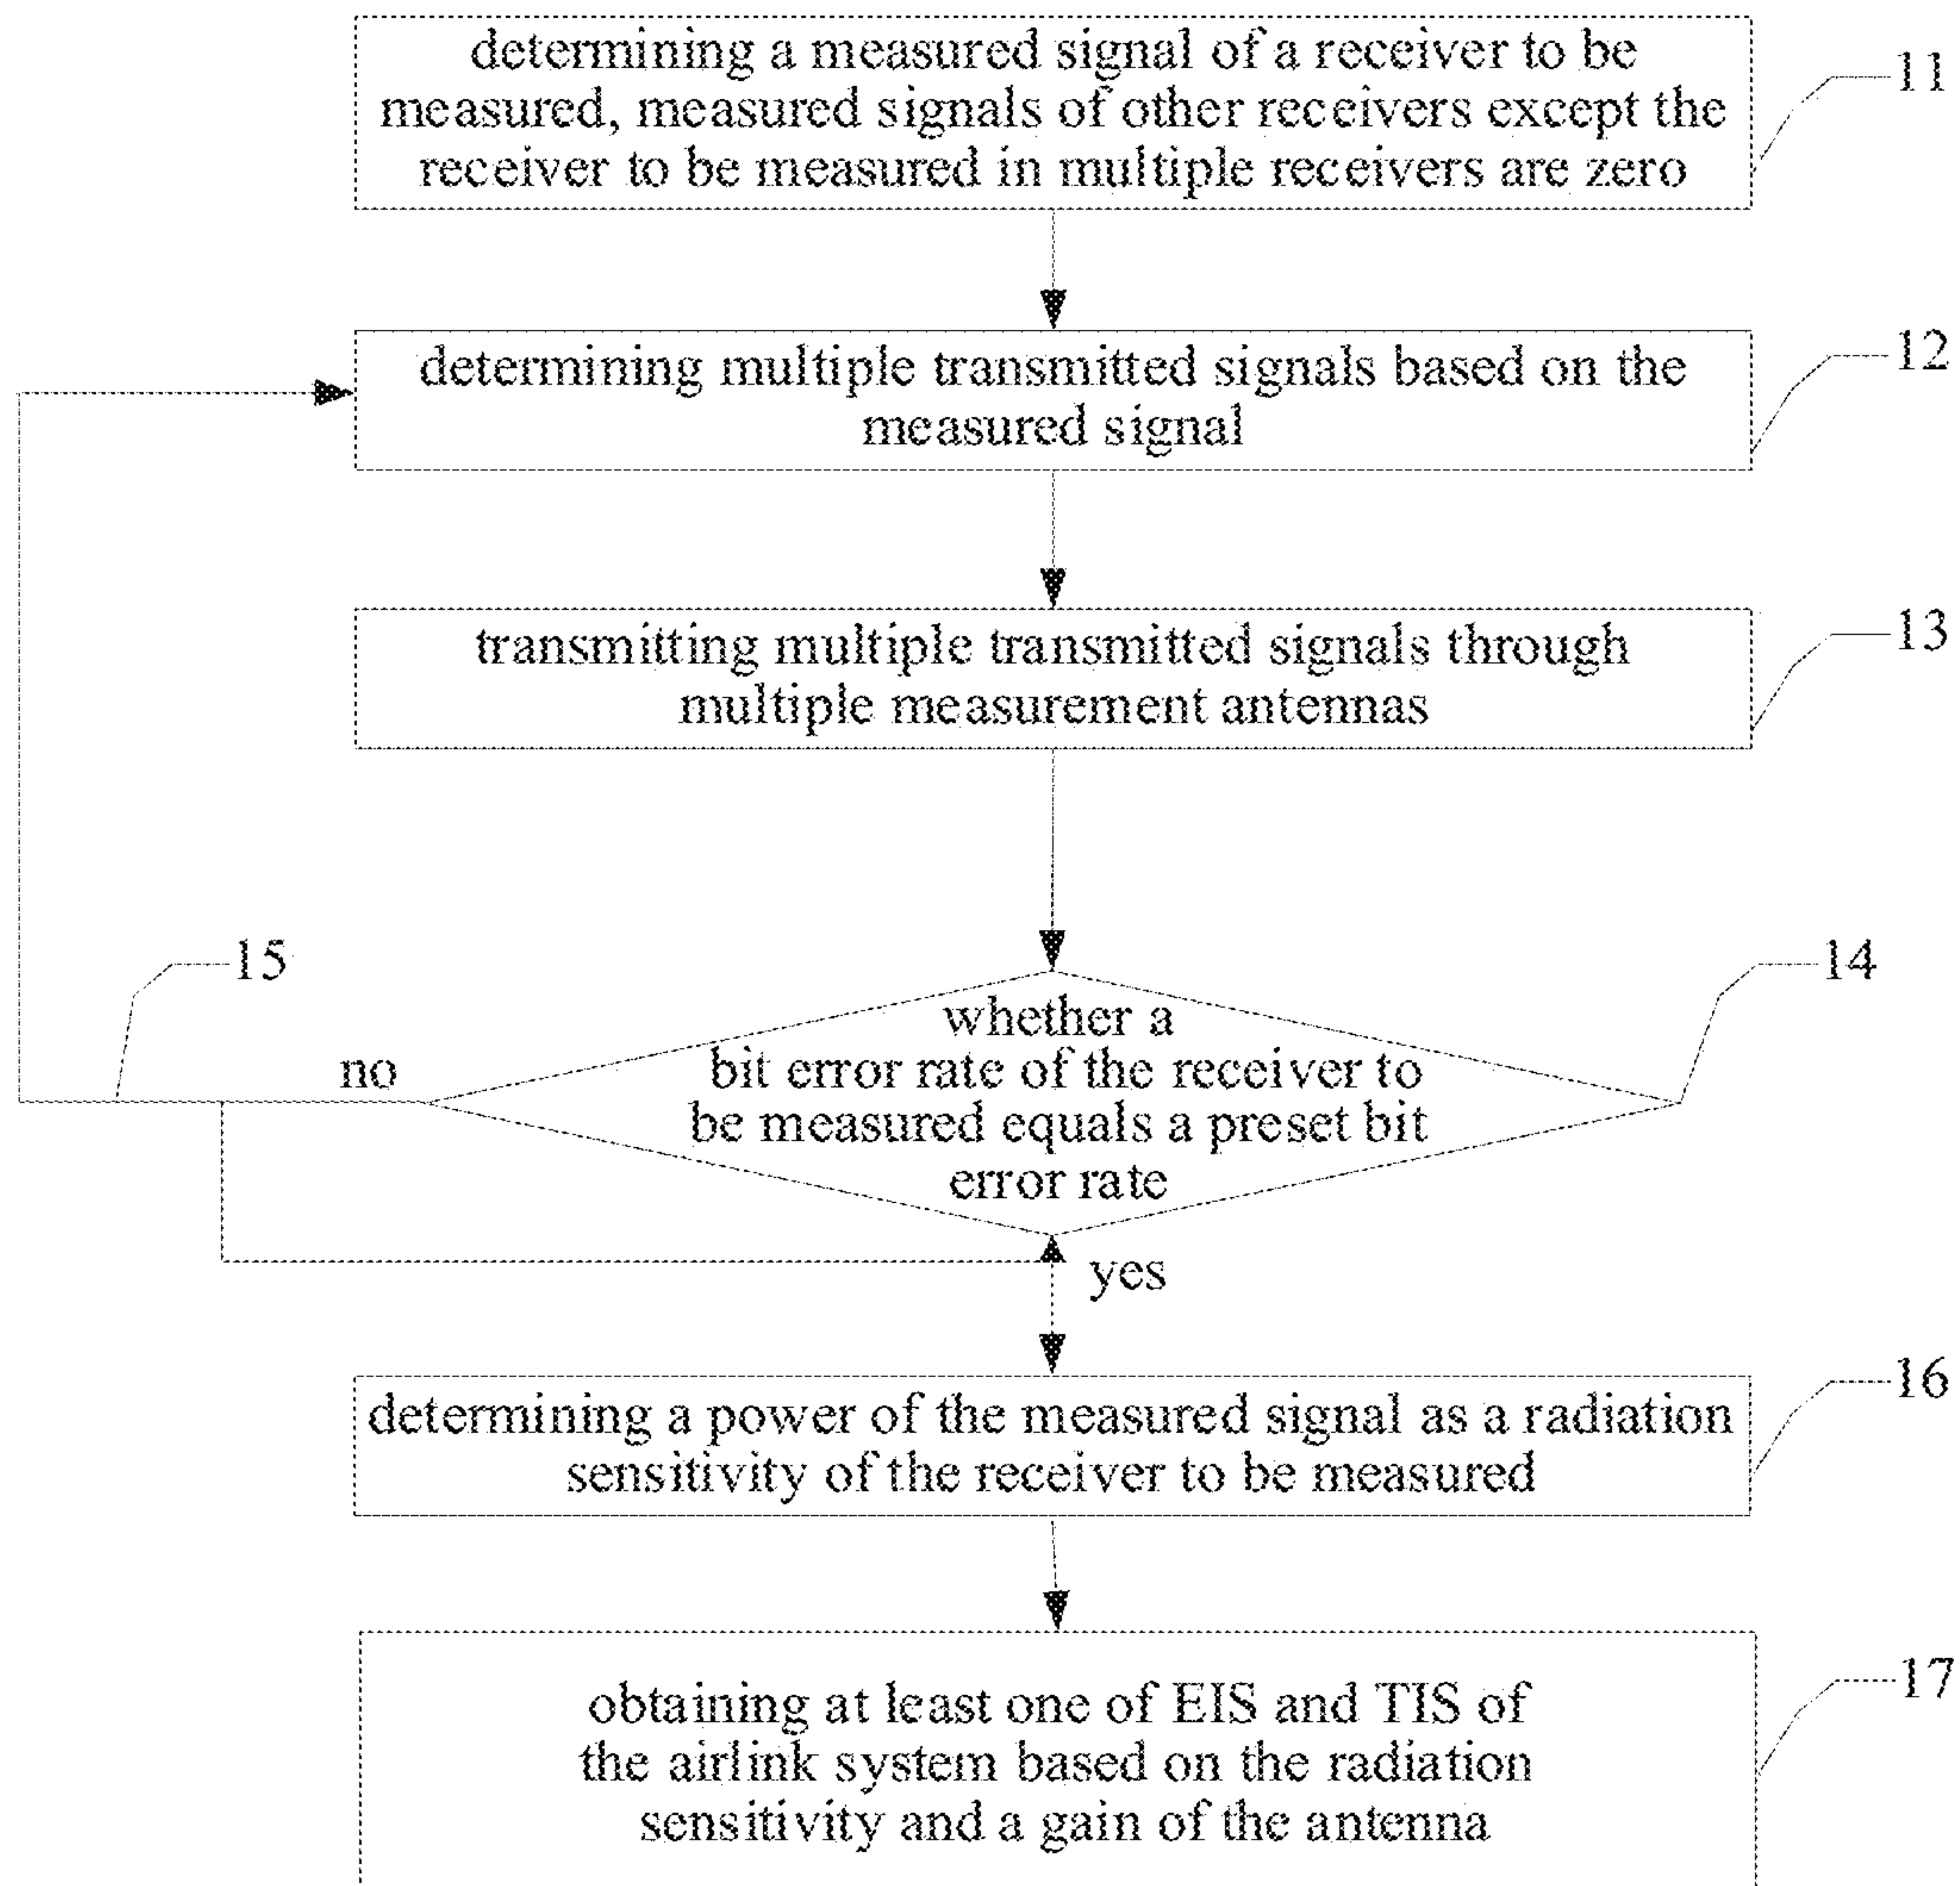 determining a measured signal of a receiver to be
measured, measured signals of other receivers except the
receiver to be measured in multiple receivers are zero
11
determining multiple transmitted signals based on the
measured signal
12
transmitting multiple transmitted signals through
multiple measurement antennas
13
15
14
no
whether a
bit error rate of the receiver to
be measured equals a preset bit
error rate
yes
determining a power of the measured signal as a radiation
sensitivity of the receiver to be measured
16
obtaining at least one of EIS and TIS of
the airlink system based on the radiation
sensitivity and a gain of the antenna
17